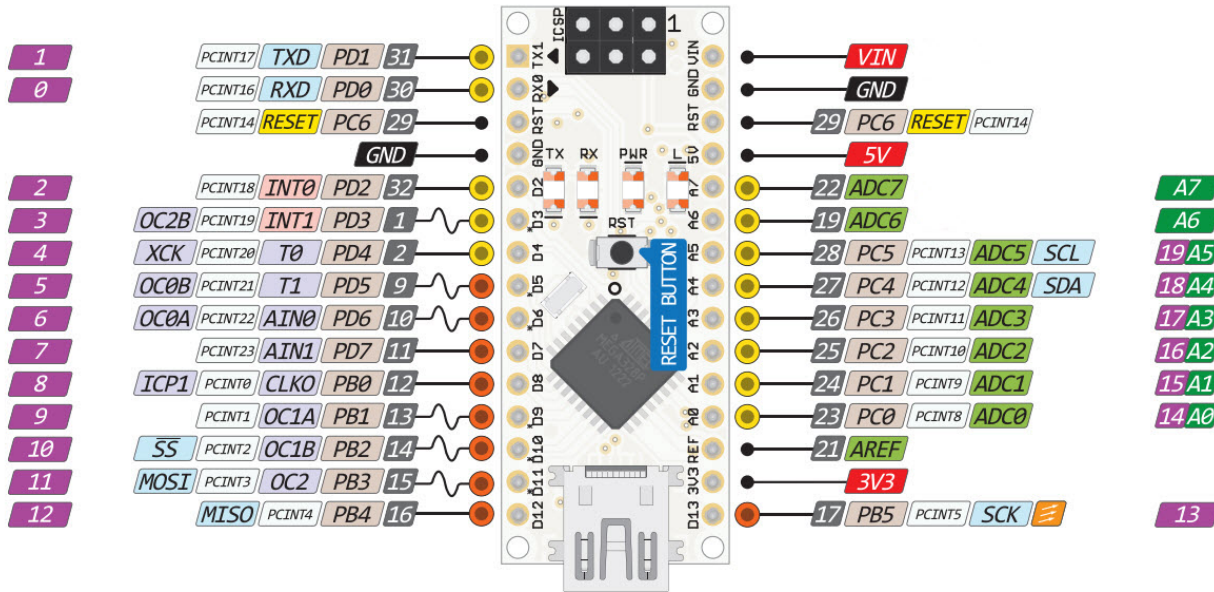 ICSP 1
1 PCINT17 TXD PD1 31 TX1 VIN VIN
0 PCINT16 RXD PD0 30 RX0 GND GND
PCINT14 RESET PC6 29 RST RST 29 PC6 RESET PCINT14
GND GND 5V 5V
TX RX PWR L
2 PCINT18 INT0 PD2 32 D2 A7 22 ADC7 A7
3 OC2B PCINT19 INT1 PD3 1 D3 A6 19 ADC6 A6
RST
4 XCK PCINT20 T0 PD4 2 D4 A5 28 PC5 PCINT13 ADC5 SCL 19 A5
5 OC0B PCINT21 T1 PD5 9 D5 A4 27 PC4 PCINT12 ADC4 SDA 18 A4
RESET BUTTON
6 OC0A PCINT22 AIN0 PD6 10 D6 A3 26 PC3 PCINT11 ADC3 17 A3
7 PCINT23 AIN1 PD7 11 D7 A2 25 PC2 PCINT10 ADC2 16 A2
8 ICP1 PCINT0 CLKO PB0 12 D8 A1 24 PC1 PCINT9 ADC1 15 A1
9 PCINT1 OC1A PB1 13 D9 A0 23 PC0 PCINT8 ADC0 14 A0
10 SS PCINT2 OC1B PB2 14 D10 REF 21 AREF
11 MOSI PCINT3 OC2 PB3 15 D11 3V3 3V3
12 MISO PCINT4 PB4 16 D12 D13 17 PB5 PCINT5 SCK 13